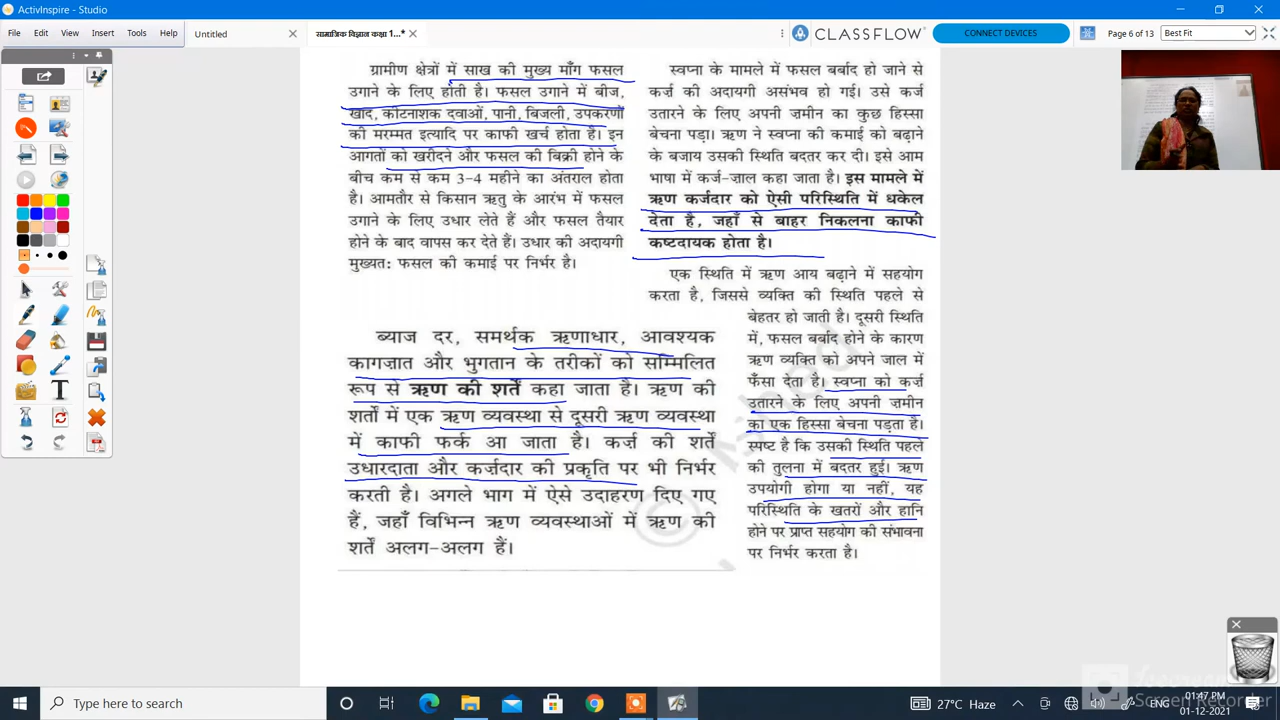 ActivInspire - Studio
File Edit View Insert Tools Help
Untitled
सामाजिक विज्ञान कक्षा 1...*
CLASSFLOW
CONNECT DEVICES
Page 6 of 13
Best Fit
ग्रामीण क्षेत्रों में साख की मुख्य माँग फसल
उगाने के लिए होती है। फसल उगाने में बीज,
खाद, कीटनाशक दवाओं, पानी, बिजली, उपकरणों
की मरम्मत इत्यादि पर काफी खर्च होता है। इन
आगतों को खरीदने और फसल की बिक्री होने के
बीच कम से कम 3-4 महीने का अंतराल होता
है। आमतौर से किसान ऋतु के आरंभ में फसल
उगाने के लिए उधार लेते हैं और फसल तैयार
होने के बाद वापस कर देते हैं। उधार की अदायगी
मुख्यत: फसल की कमाई पर निर्भर है।
स्वप्ना के मामले में फसल बर्बाद हो जाने से
कर्ज़ की अदायगी असंभव हो गई। उसे कर्ज
उतारने के लिए अपनी ज़मीन का कुछ हिस्सा
बेचना पड़ा। ऋण ने स्वप्ना की कमाई को बढ़ाने
के बजाय उसकी स्थिति बदतर कर दी। इसे आम
भाषा में कर्ज-ज़ाल कहा जाता है। इस मामले में
ऋण कर्जदार को ऐसी परिस्थिति में धकेल
देता है, जहाँ से बाहर निकलना काफी
कष्टदायक होता है।
एक स्थिति में ऋण आय बढ़ाने में सहयोग
करता है, जिससे व्यक्ति की स्थिति पहले से
बेहतर हो जाती है। दूसरी स्थिति
में, फसल बर्बाद होने के कारण
ऋण व्यक्ति को अपने जाल में
फँसा देता है। स्वप्ना को कर्ज़
उतारने के लिए अपनी ज़मीन
का एक हिस्सा बेचना पड़ता है।
स्पष्ट है कि उसकी स्थिति पहले
की तुलना में बदतर हुई। ऋण
उपयोगी होगा या नहीं, यह
परिस्थिति के खतरों और हानि
होने पर प्राप्त सहयोग की संभावना
पर निर्भर करता है।
ब्याज दर, समर्थक ऋणाधार, आवश्यक
कागज़ात और भुगतान के तरीकों को सम्मिलित
रूप से ऋण की शर्तें कहा जाता है। ऋण की
शर्तों में एक ऋण व्यवस्था से दूसरी ऋण व्यवस्था
में काफी फर्क आ जाता है। कर्ज़ की शर्तें
उधारदाता और कर्ज़दार की प्रकृति पर भी निर्भर
करती है। अगले भाग में ऐसे उदाहरण दिए गए
हैं, जहाँ विभिन्न ऋण व्यवस्थाओं में ऋण की
शर्तें अलग-अलग हैं।
Screen Recorder
Type here to search
27°C Haze
ENG
01:47 PM
01-12-2021